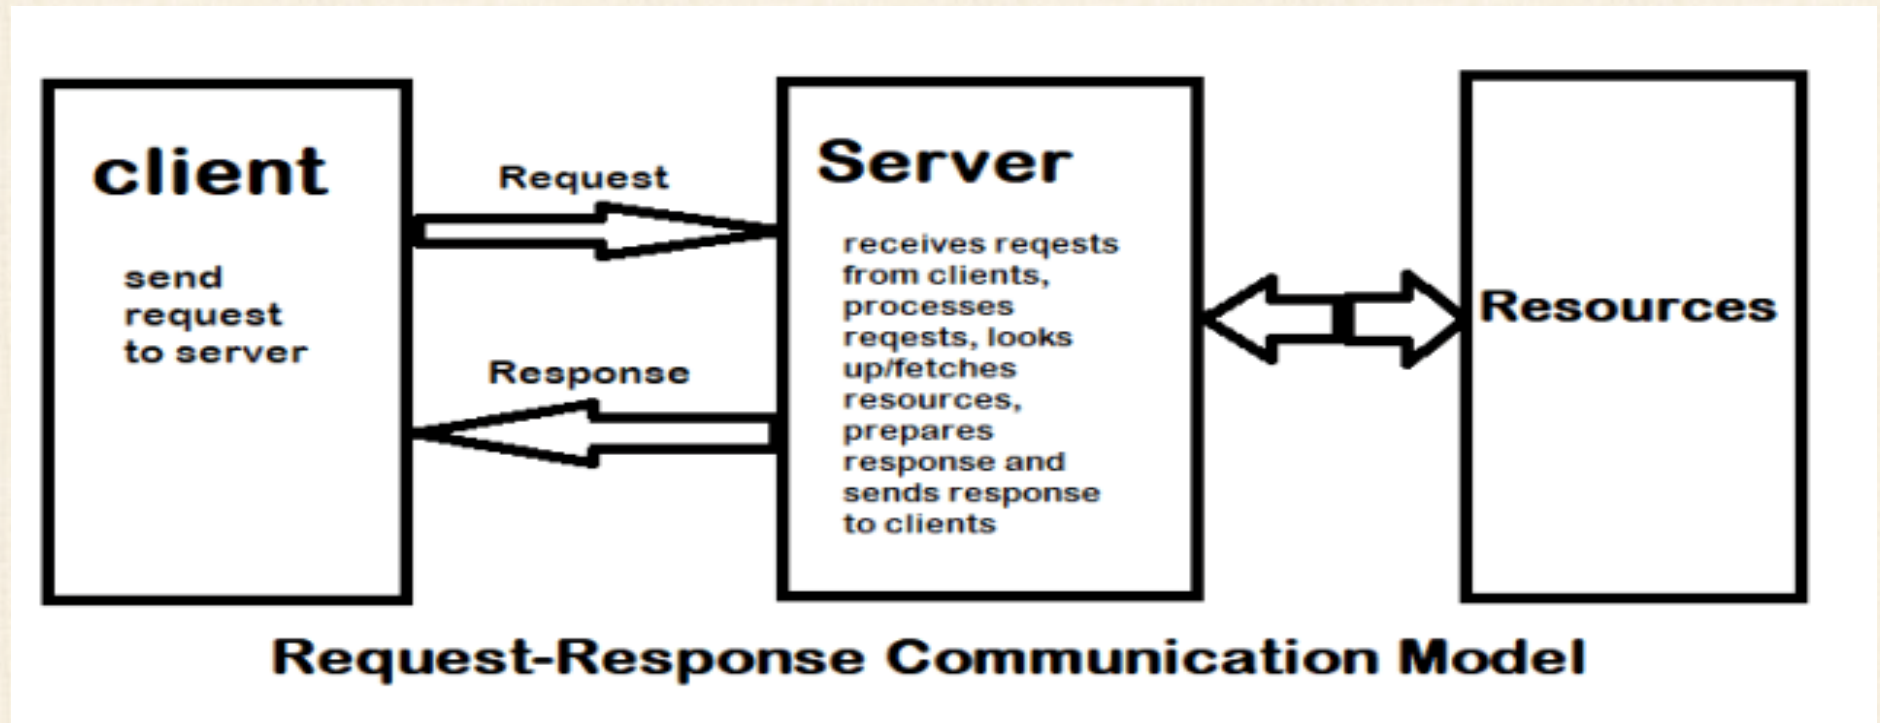 client
send
request
to server
Request
Response
Server
receives reqests
from clients,
processes
reqests, looks
up/fetches
resources,
prepares
response and
sends response
to clients
Resources
Request-Response Communication Model